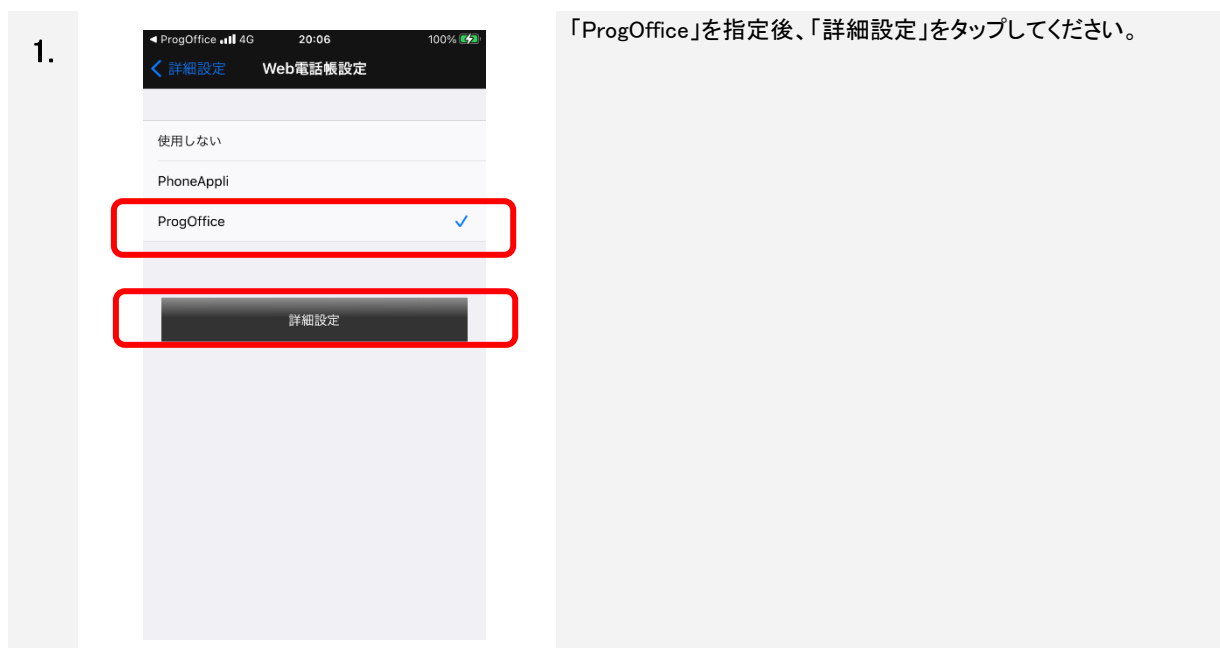 1.
◀ ProgOffice 4G 20:06 100%
詳細設定 Web電話帳設定
使用しない
PhoneAppli
ProgOffice
詳細設定
「ProgOffice」を指定後、「詳細設定」をタップしてください。